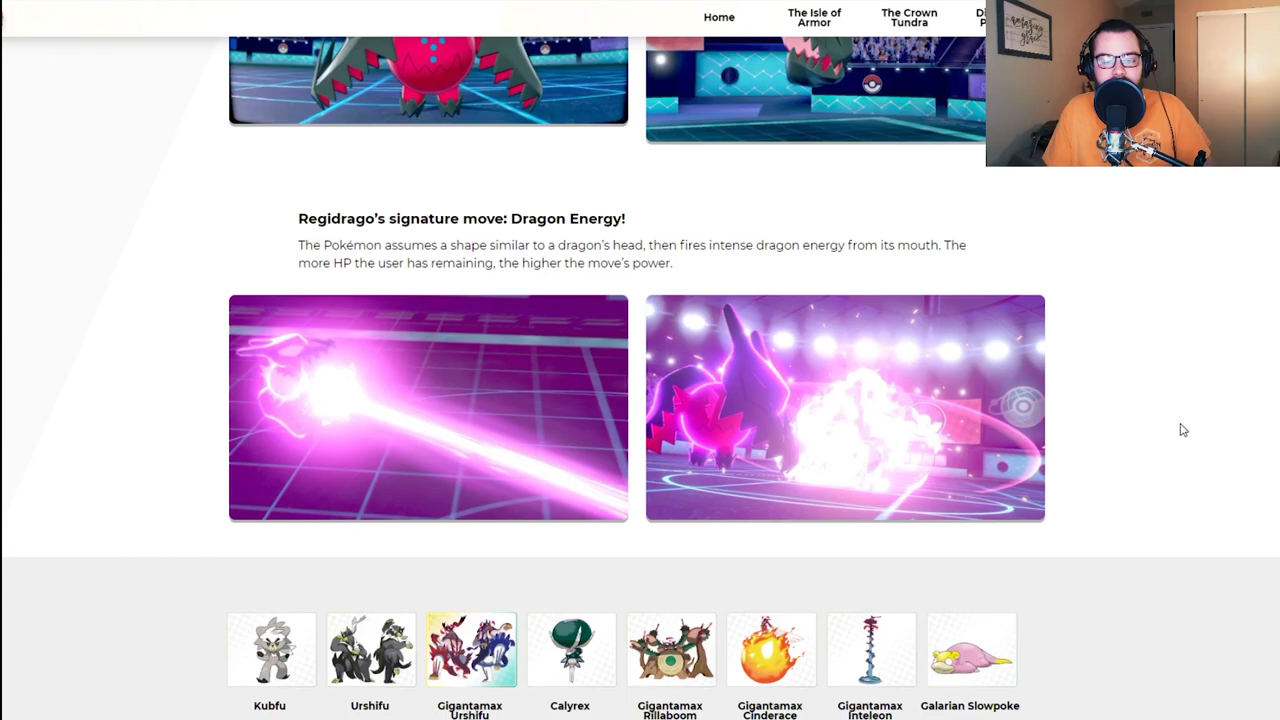 Home
The Isle of
Armor
The Crown
Tundra
Regidrago's signature move: Dragon Energy!
The Pokémon assumes a shape similar to a dragon's head, then fires intense dragon energy from its mouth. The
more HP the user has remaining, the higher the move's power.
Kubfu
Urshifu
Gigantamax
Urshifu
Calyrex
Gigantamax
Rillaboom
Gigantamax
Cinderace
Gigantamax
Inteleon
Galarian Slowpoke